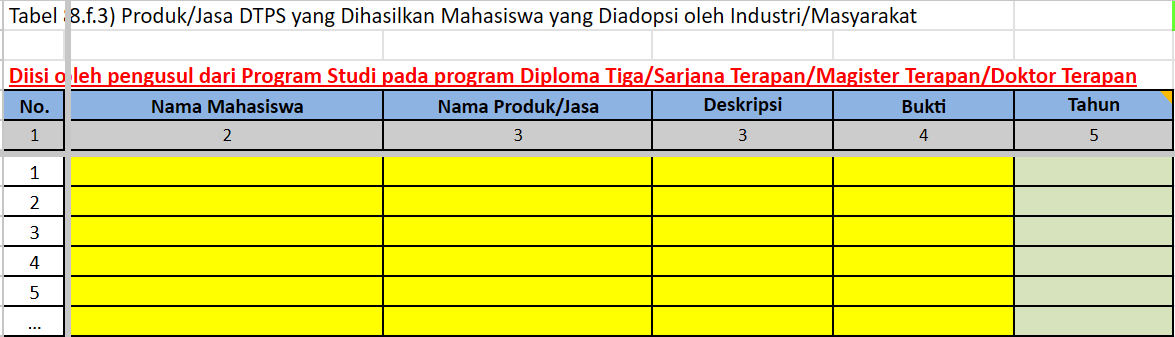 Tabel 8.f.3) Produk/Jasa DTPS yang Dihasilkan Mahasiswa yang Diadopsi oleh Industri/Masyarakat
Diisi oleh pengusul dari Program Studi pada program Diploma Tiga/Sarjana Terapan/Magister Terapan/Doktor Terapan
No. Nama Mahasiswa Nama Produk/Jasa Deskripsi Bukti Tahun
1 2 3 3 4 5
1
2
3
4
5
...